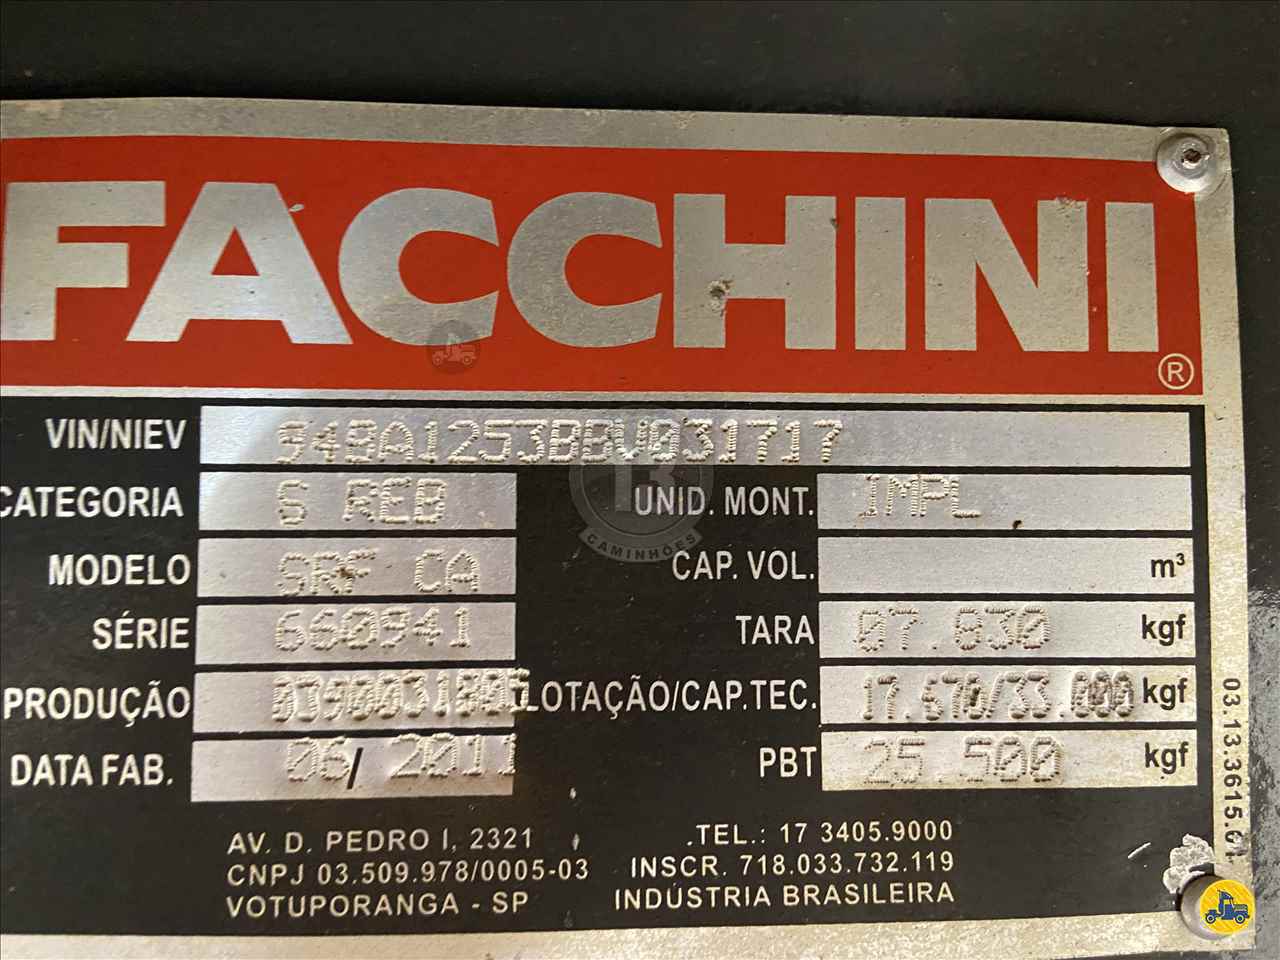 FACCHINI
®
VIN/NIEV 94BA1253BBV031717
CATEGORIA S REB UNID. MONT. IMPL
MODELO SRF CA CAP. VOL. m³
SÉRIE 660941 TARA 07.830 kgf
PRODUÇÃO LOTAÇÃO/CAP.TEC. 17.670/33.000 kgf
DATA FAB. 06/ 2011 PBT 25.500 kgf
AV. D. PEDRO I, 2321 TEL.: 17 3405.9000
CNPJ 03.509.978/0005-03 INSCR. 718.033.732.119
VOTUPORANGA - SP INDÚSTRIA BRASILEIRA
13
CAMINHÕES